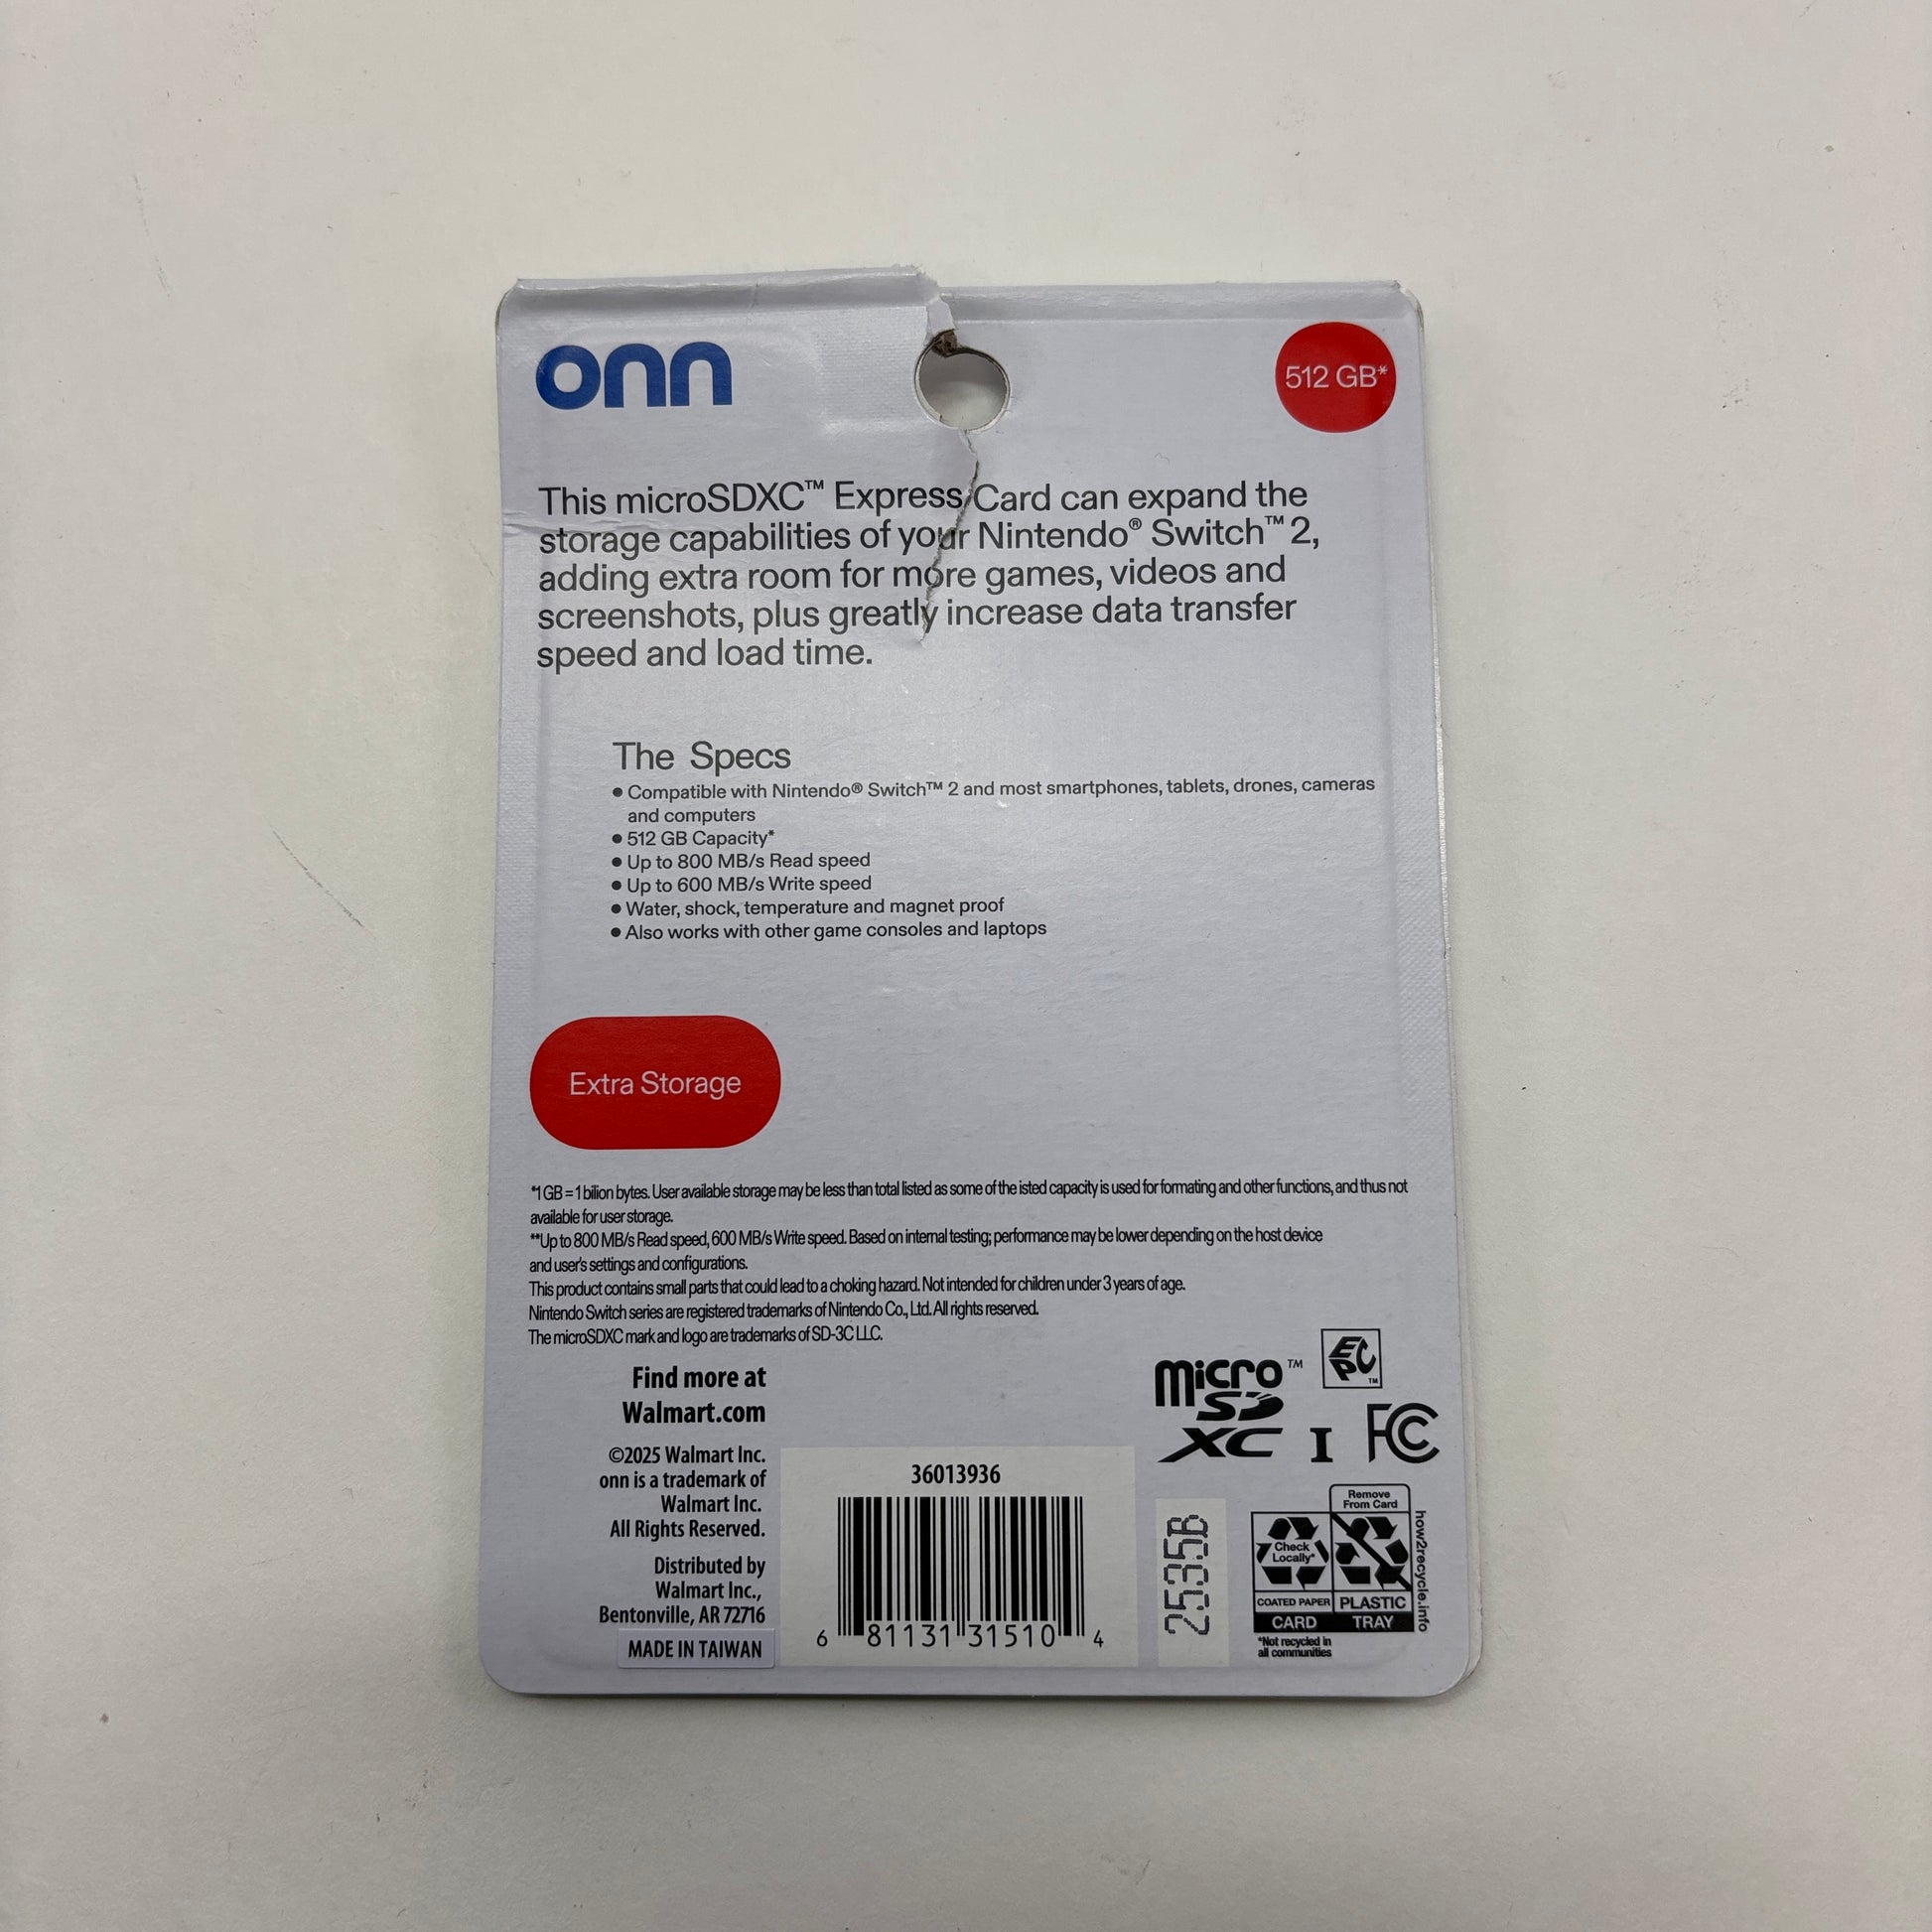 onn
512 GB*
This microSDXC™ Express Card can expand the
storage capabilities of your Nintendo® Switch™ 2,
adding extra room for more games, videos and
screenshots, plus greatly increase data transfer
speed and load time.
The Specs
• Compatible with Nintendo® Switch™ 2 and most smartphones, tablets, drones, cameras
and computers
• 512 GB Capacity*
• Up to 800 MB/s Read speed
• Up to 600 MB/s Write speed
• Water, shock, temperature and magnet proof
• Also works with other game consoles and laptops
Extra Storage
*1 GB = 1 bilion bytes. User available storage may be less than total listed as some of the isted capacity is used for formating and other functions, and thus not
available for user storage.
**Up to 800 MB/s Read speed, 600 MB/s Write speed. Based on internal testing; performance may be lower depending on the host device
and user's settings and configurations.
This product contains small parts that could lead to a choking hazard. Not intended for children under 3 years of age.
Nintendo Switch series are registered trademarks of Nintendo Co., Ltd. All rights reserved.
The microSDXC mark and logo are trademarks of SD-3C LLC.
Find more at
Walmart.com
©2025 Walmart Inc.
onn is a trademark of
Walmart Inc.
All Rights Reserved.
Distributed by
Walmart Inc.,
Bentonville, AR 72716
MADE IN TAIWAN
36013936
6 81131 31510 4
2535B
micro™
SD
XC I
EC
PC™
FC
Remove
From Card
Check
Locally*
COATED PAPER PLASTIC
CARD TRAY
*Not recycled in
all communities
how2recycle.info